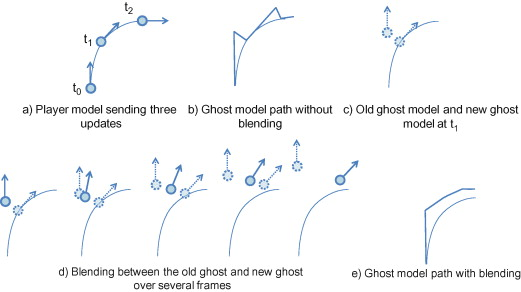 t₂
t₁
t₀
a) Player model sending three
updates
b) Ghost model path without
blending
c) Old ghost model and new ghost
model at t₁
d) Blending between the old ghost and new ghost
over several frames
e) Ghost model path with blending